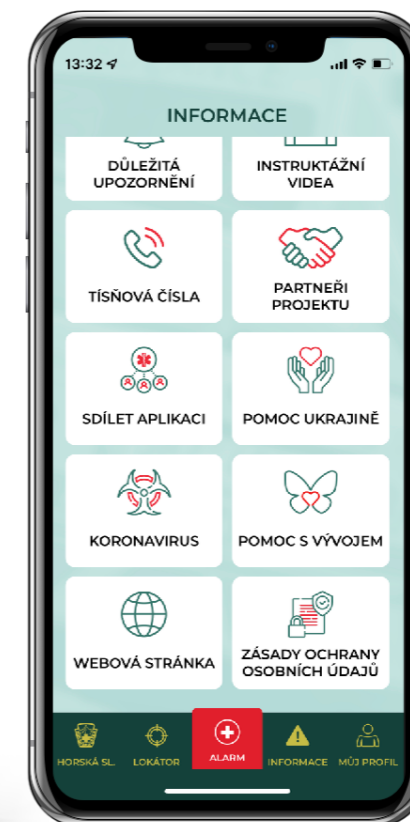 13:32
INFORMACE
DŮLEŽITÁ
UPOZORNĚNÍ
INSTRUKTÁŽNÍ
VIDEA
TÍSŇOVÁ ČÍSLA
PARTNEŘI
PROJEKTU
SDÍLET APLIKACI
POMOC UKRAJINĚ
KORONAVIRUS
POMOC S VÝVOJEM
WEBOVÁ STRÁNKA
ZÁSADY OCHRANY
OSOBNÍCH ÚDAJŮ
HORSKÁ SL.
LOKÁTOR
ALARM
INFORMACE
MŮJ PROFIL